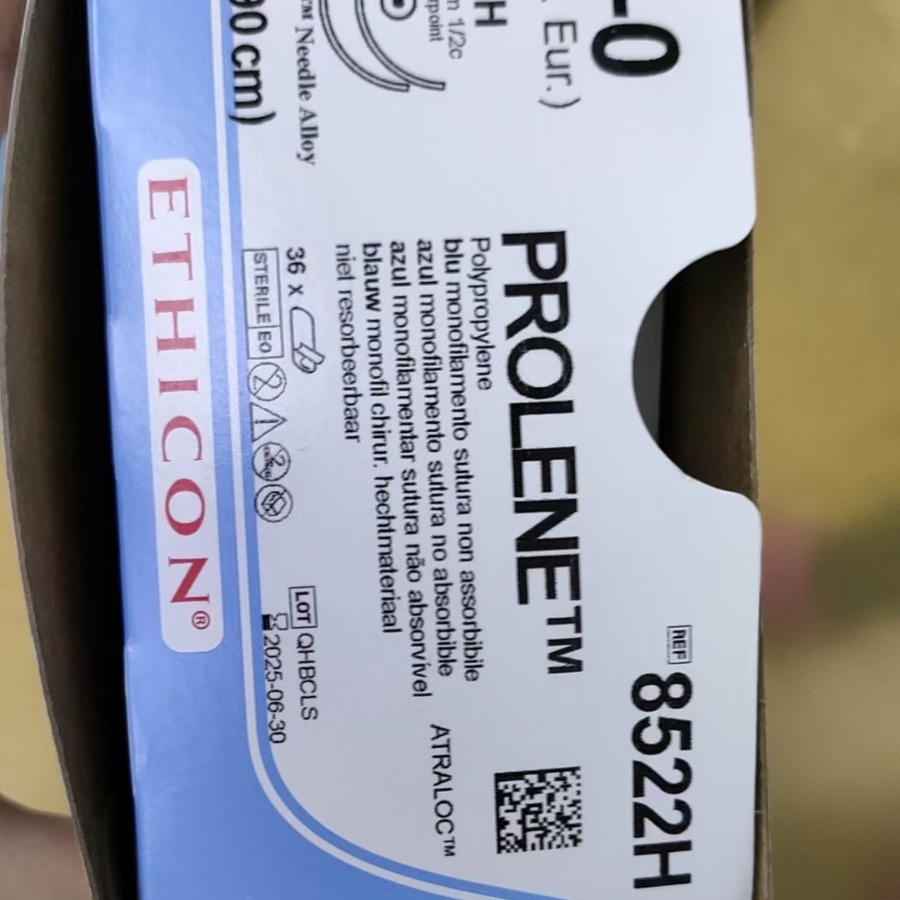 -0
REF 8522H
Eur.)
PROLENE™
H
1/2c
Polypropylene
blu monofilamento sutura non assorbibile
azul monofilamento sutura no absorbible
azul monofilamentar sutura não absorvível
blauw monofil chirur. hechtmateriaal
niet resorbeerbaar
ATRALOC™
Needle Alloy
36 x
LOT QHBCLS
90 cm)
STERILE EO
2
2025-06-30
ETHICON®